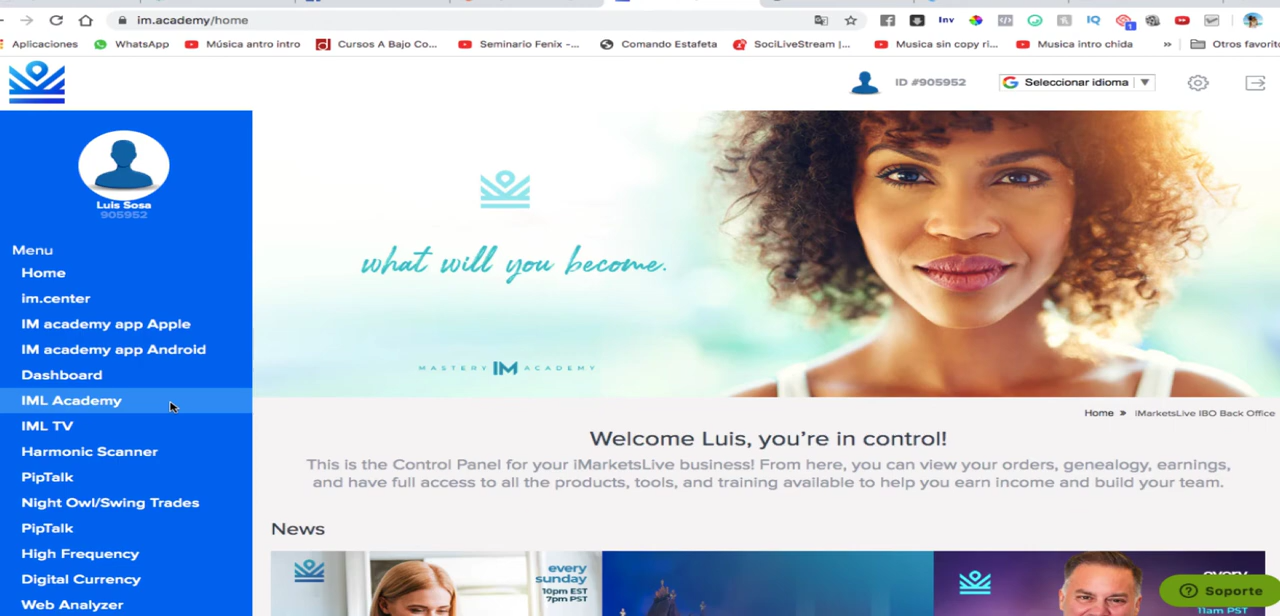 im.academy/home
Inv
IQ
1
Aplicaciones
WhatsApp
Música antro intro
Cursos A Bajo Co...
Seminario Fenix -...
Comando Estafeta
SociLiveStream |...
Musica sin copy ri...
Musica intro chida
»
Otros favorit
ID #905952
G Seleccionar idioma
Luis Sosa
905952
Menu
Home
im.center
IM academy app Apple
IM academy app Android
Dashboard
IML Academy
IML TV
Harmonic Scanner
PipTalk
Night Owl/Swing Trades
PipTalk
High Frequency
Digital Currency
Web Analyzer
what will you become.
MASTERY IM ACADEMY
Home » iMarketsLive IBO Back Office
Welcome Luis, you're in control!
This is the Control Panel for your iMarketsLive business! From here, you can view your orders, genealogy, earnings,
and have full access to all the products, tools, and training available to help you earn income and build your team.
News
every
sunday
10pm EST
7pm PST
every
11am PST
Soporte